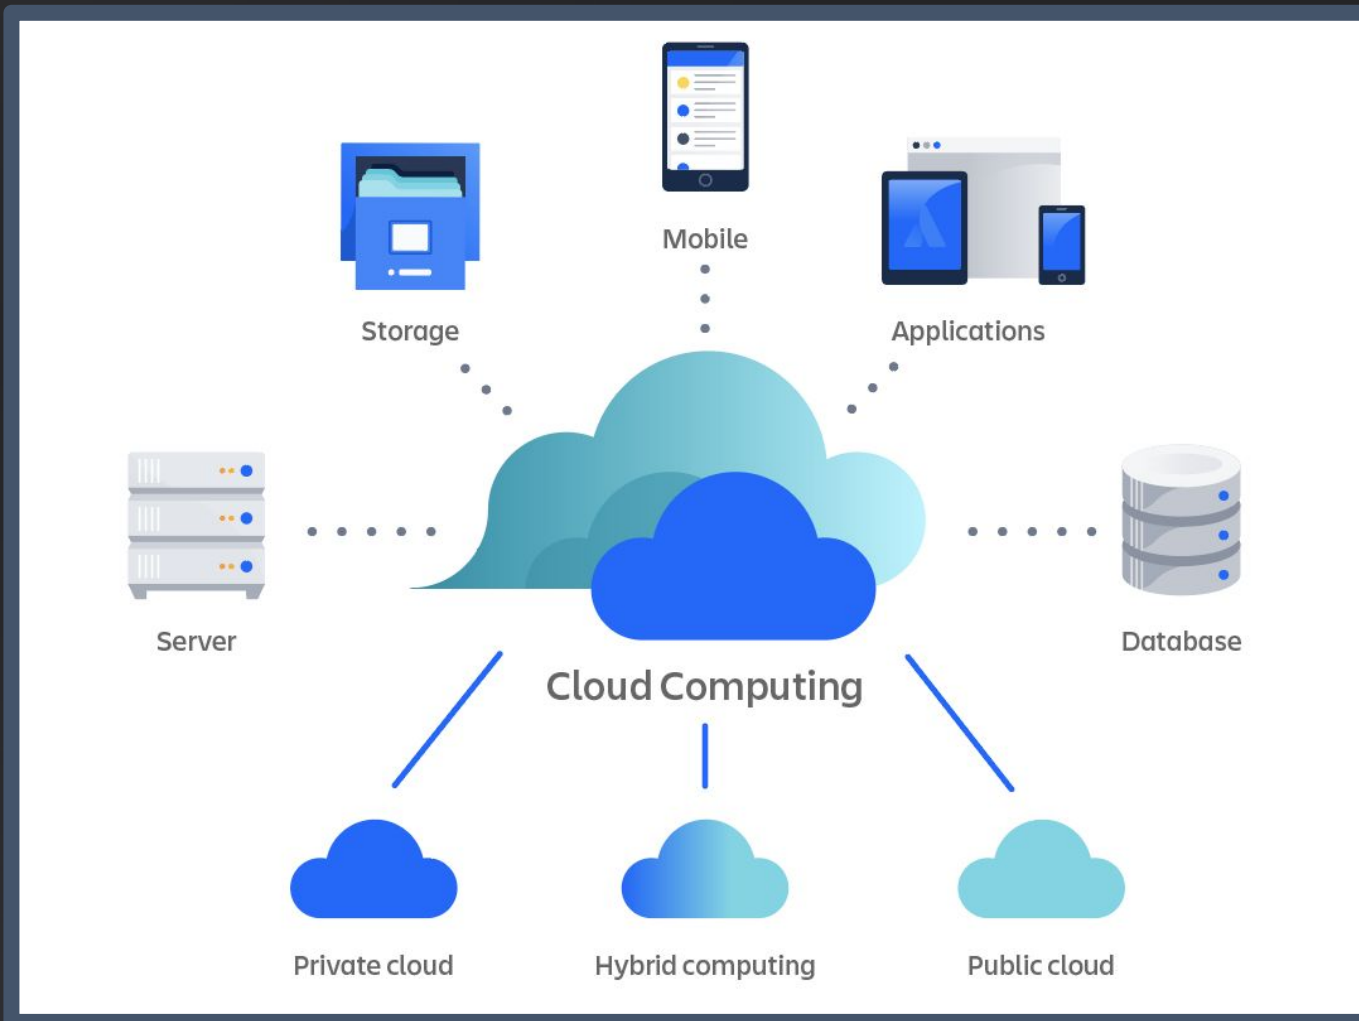 Mobile
Storage
Applications
Server
Database
Cloud Computing
Private cloud
Hybrid computing
Public cloud